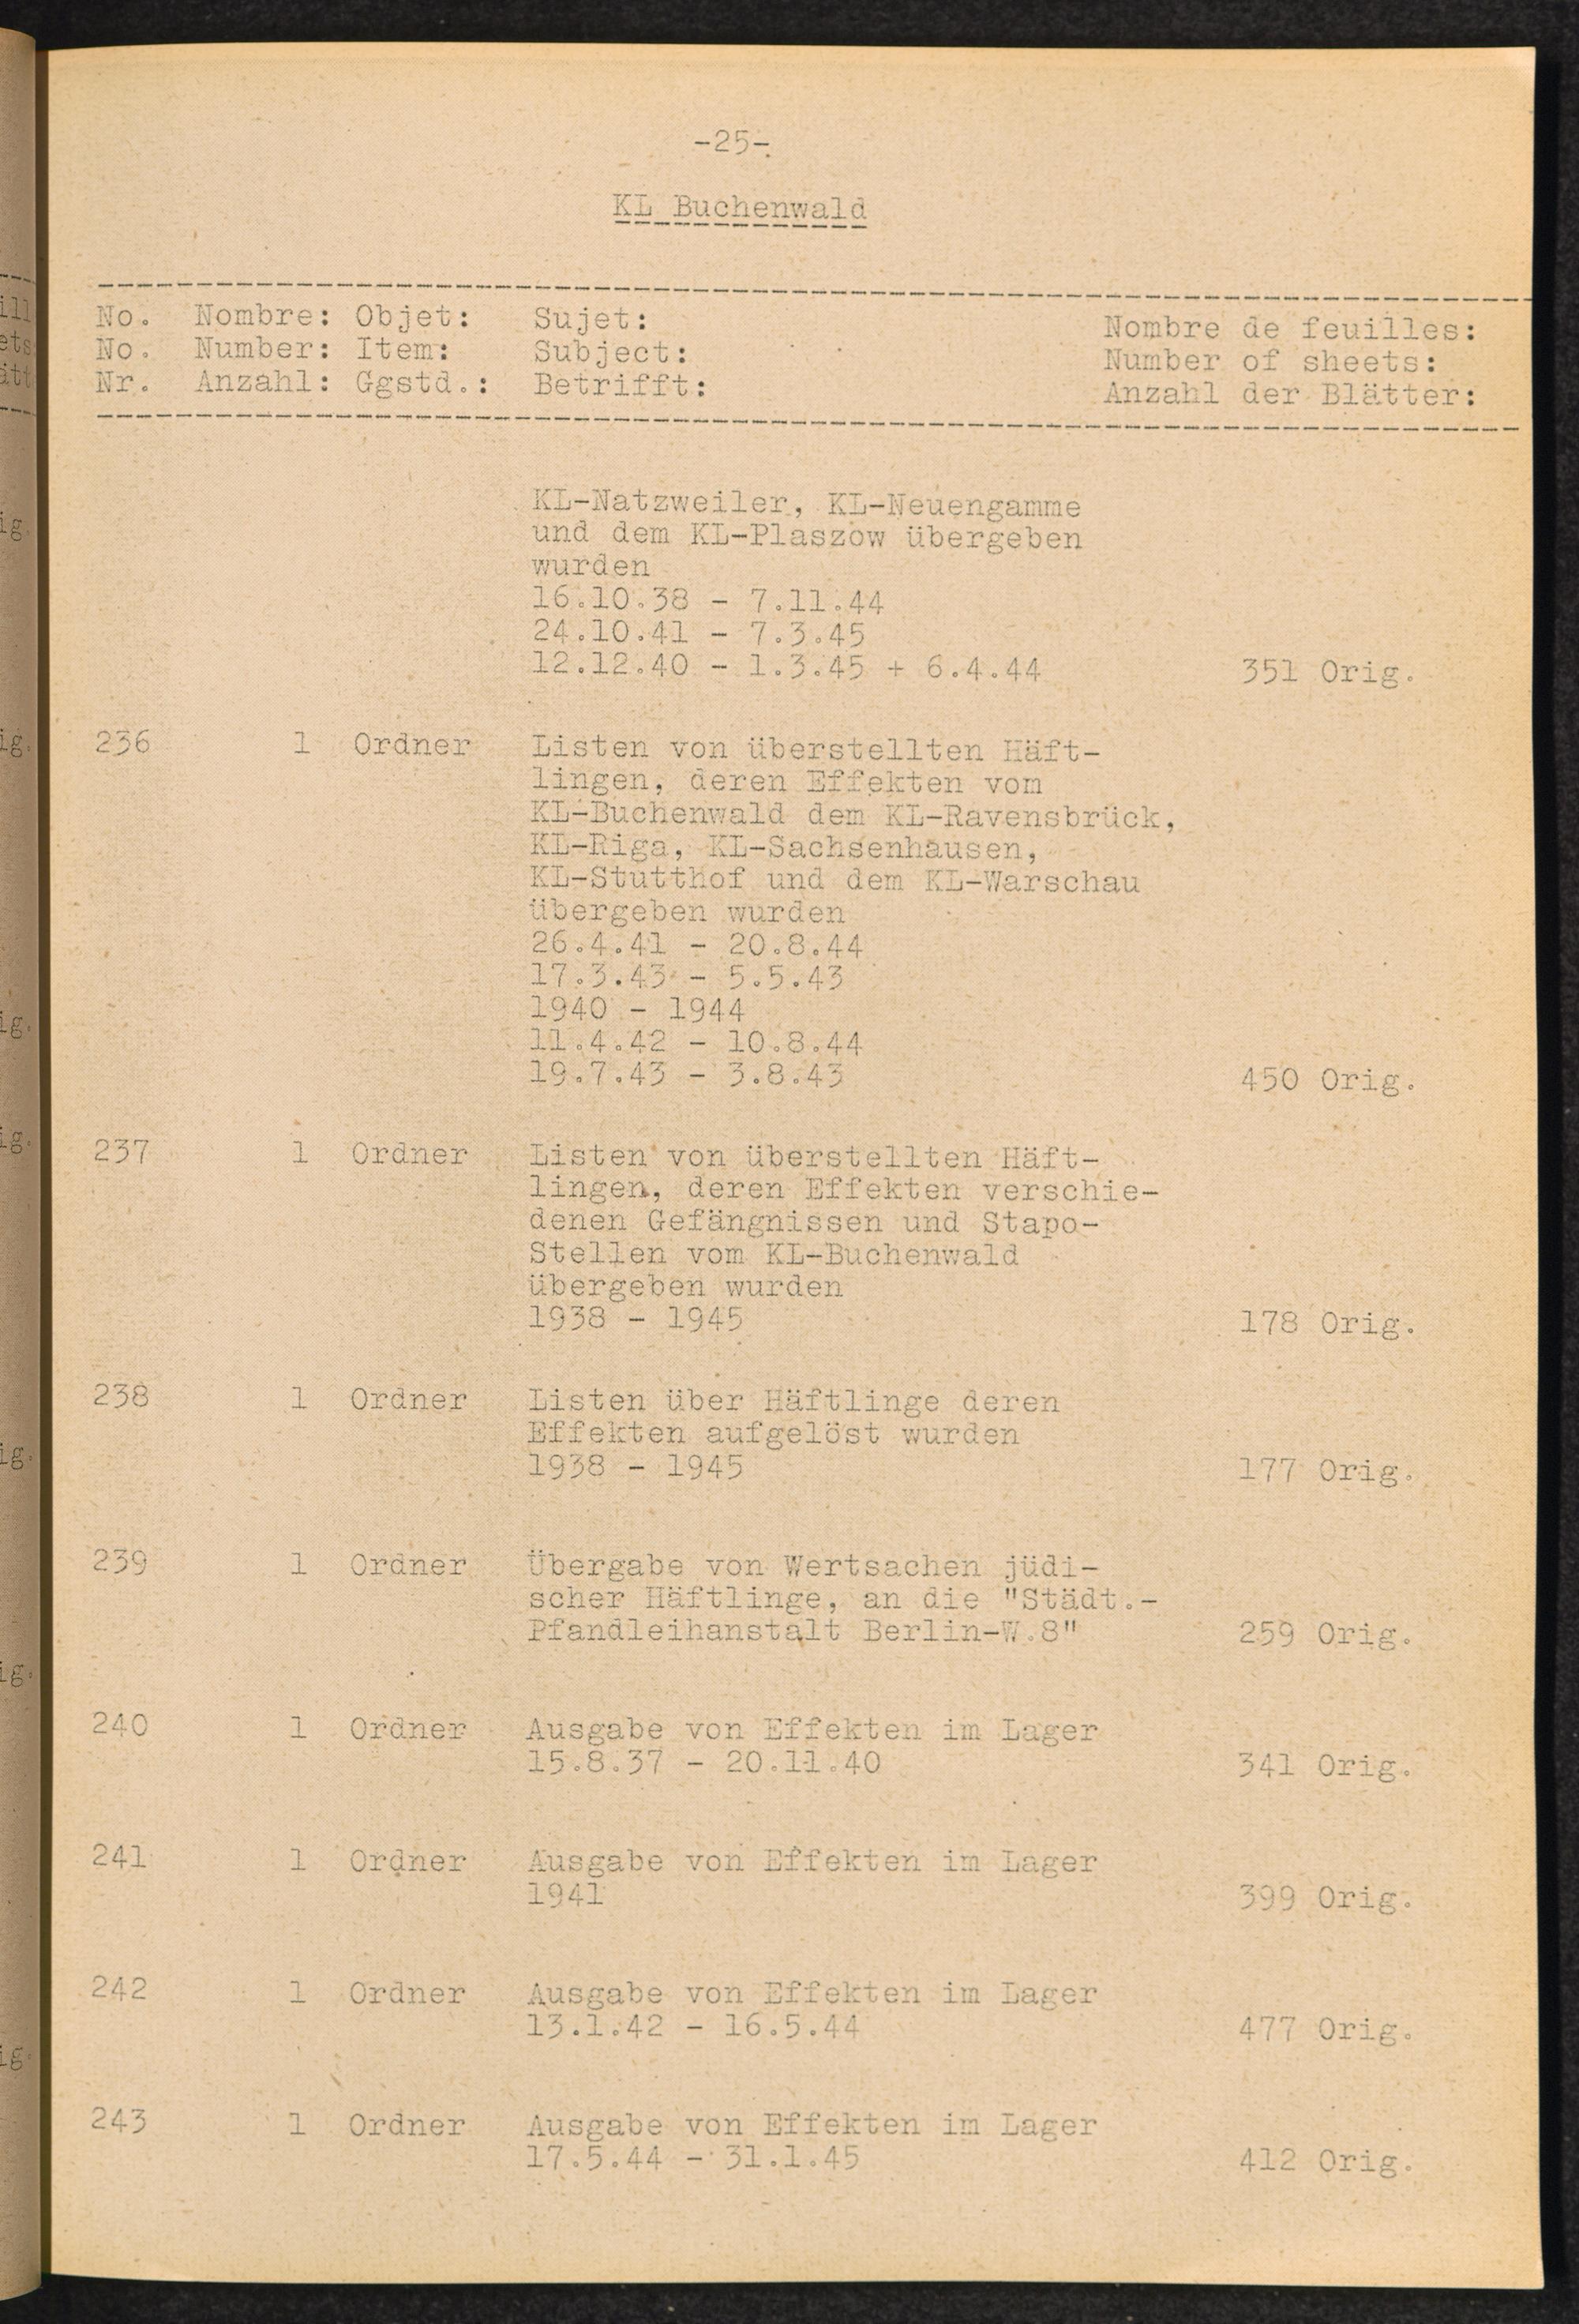 -25-
KL Buchenwald
No. Nombre: Objet: Sujet: Nombre de feuilles:
No. Number: Item: Subject: Number of sheets:
Nr. Anzahl: Ggstd.: Betrifft: Anzahl der Blätter:
KL-Natzweiler, KL-Neuengamme
und dem KL-Plaszow übergeben
wurden
16.10.38 - 7.11.44
24.10.41 - 7.3.45
12.12.40 - 1.3.45 + 6.4.44 351 Orig.
236 1 Ordner Listen von überstellten Häft-
lingen, deren Effekten vom
KL-Buchenwald dem KL-Ravensbrück,
KL-Riga, KL-Sachsenhausen,
KL-Stutthof und dem KL-Warschau
übergeben wurden
26.4.41 - 20.8.44
17.3.43 - 5.5.43
1940 - 1944
11.4.42 - 10.8.44
19.7.43 - 3.8.43 450 Orig.
237 1 Ordner Listen von überstellten Häft-
lingen, deren Effekten verschie-
denen Gefängnissen und Stapo-
Stellen vom KL-Buchenwald
übergeben wurden
1938 - 1945 178 Orig.
238 1 Ordner Listen über Häftlinge deren
Effekten aufgelöst wurden
1938 - 1945 177 Orig.
239 1 Ordner Übergabe von Wertsachen jüdi-
scher Häftlinge, an die "Städt.-
Pfandleihanstalt Berlin-W.8" 259 Orig.
240 1 Ordner Ausgabe von Effekten im Lager
15.8.37 - 20.11.40 341 Orig.
241 1 Ordner Ausgabe von Effekten im Lager
1941 399 Orig.
242 1 Ordner Ausgabe von Effekten im Lager
13.1.42 - 16.5.44 477 Orig.
243 1 Ordner Ausgabe von Effekten im Lager
17.5.44 - 31.1.45 412 Orig.